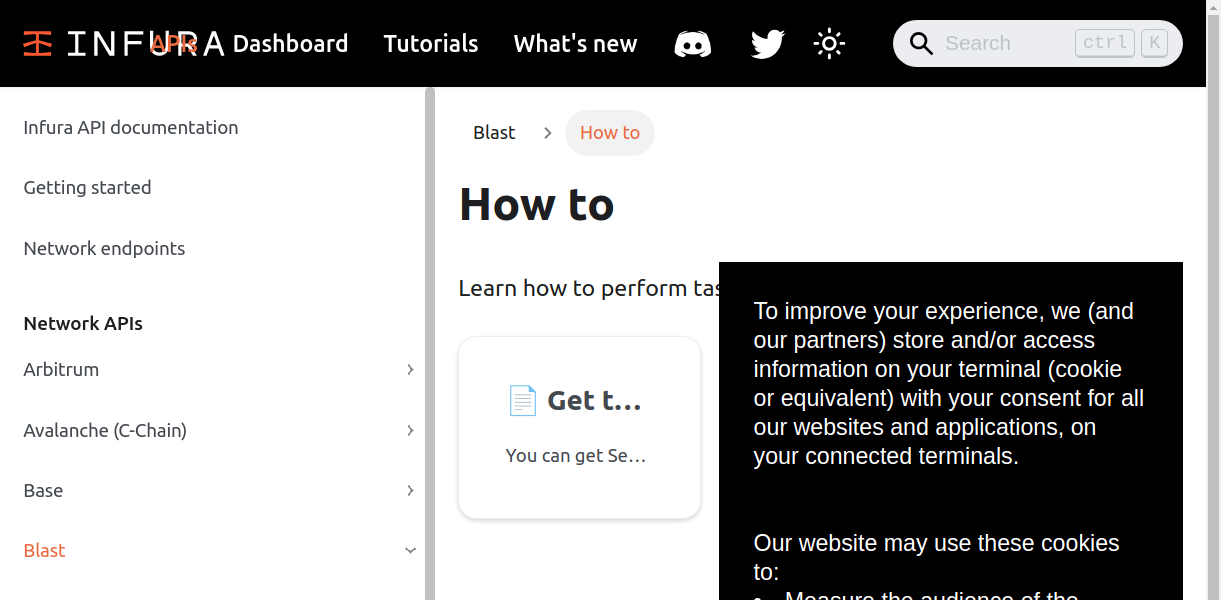 INFURA APIs Dashboard Tutorials What's new Search ctrl K
Infura API documentation
Getting started
Network endpoints
Network APIs
Arbitrum
Avalanche (C-Chain)
Base
Blast
Blast How to
How to
Learn how to perform tas
📄 Get t…
You can get Se…
To improve your experience, we (and
our partners) store and/or access
information on your terminal (cookie
or equivalent) with your consent for all
our websites and applications, on
your connected terminals.
Our website may use these cookies
to:
• Measure the audience of the